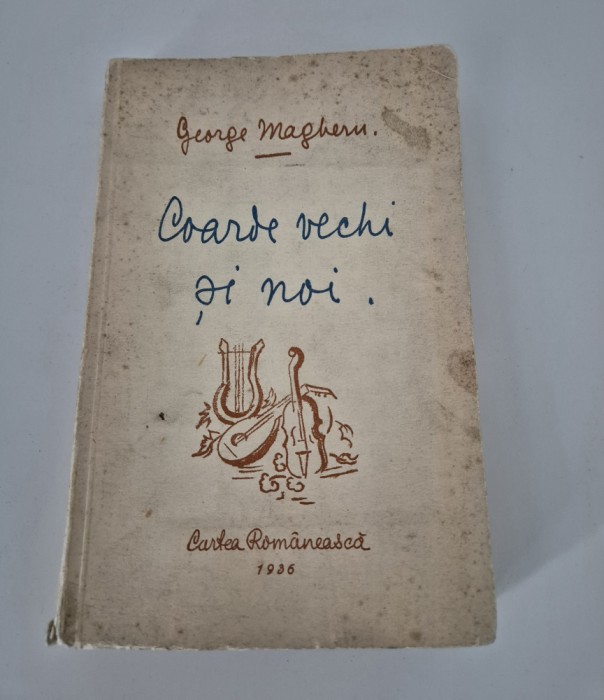 George Magheru.
Coarde vechi
și noi.
Cartea Românească
1936